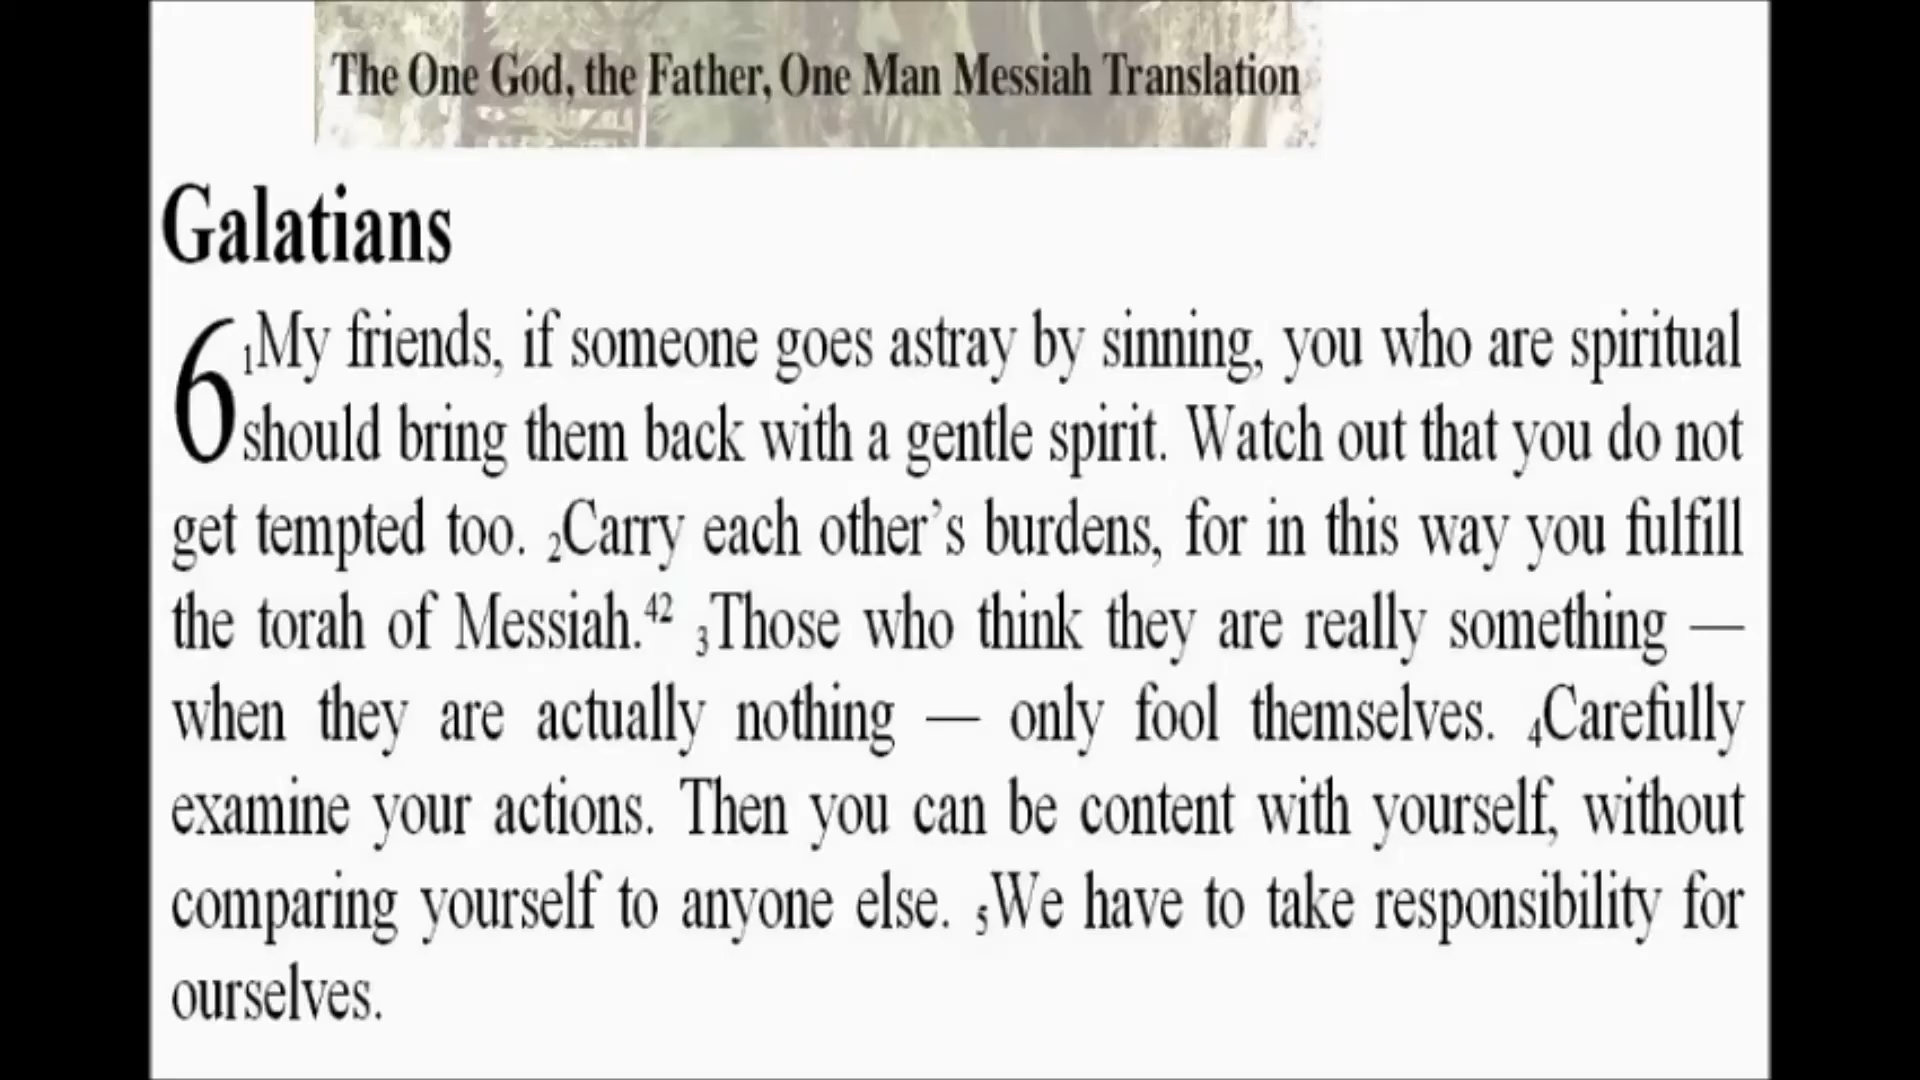 The One God, the Father, One Man Messiah Translation
Galatians
6 1My friends, if someone goes astray by sinning, you who are spiritual
should bring them back with a gentle spirit. Watch out that you do not
get tempted too. 2Carry each other’s burdens, for in this way you fulfill
the torah of Messiah.42 3Those who think they are really something —
when they are actually nothing — only fool themselves. 4Carefully
examine your actions. Then you can be content with yourself, without
comparing yourself to anyone else. 5We have to take responsibility for
ourselves.